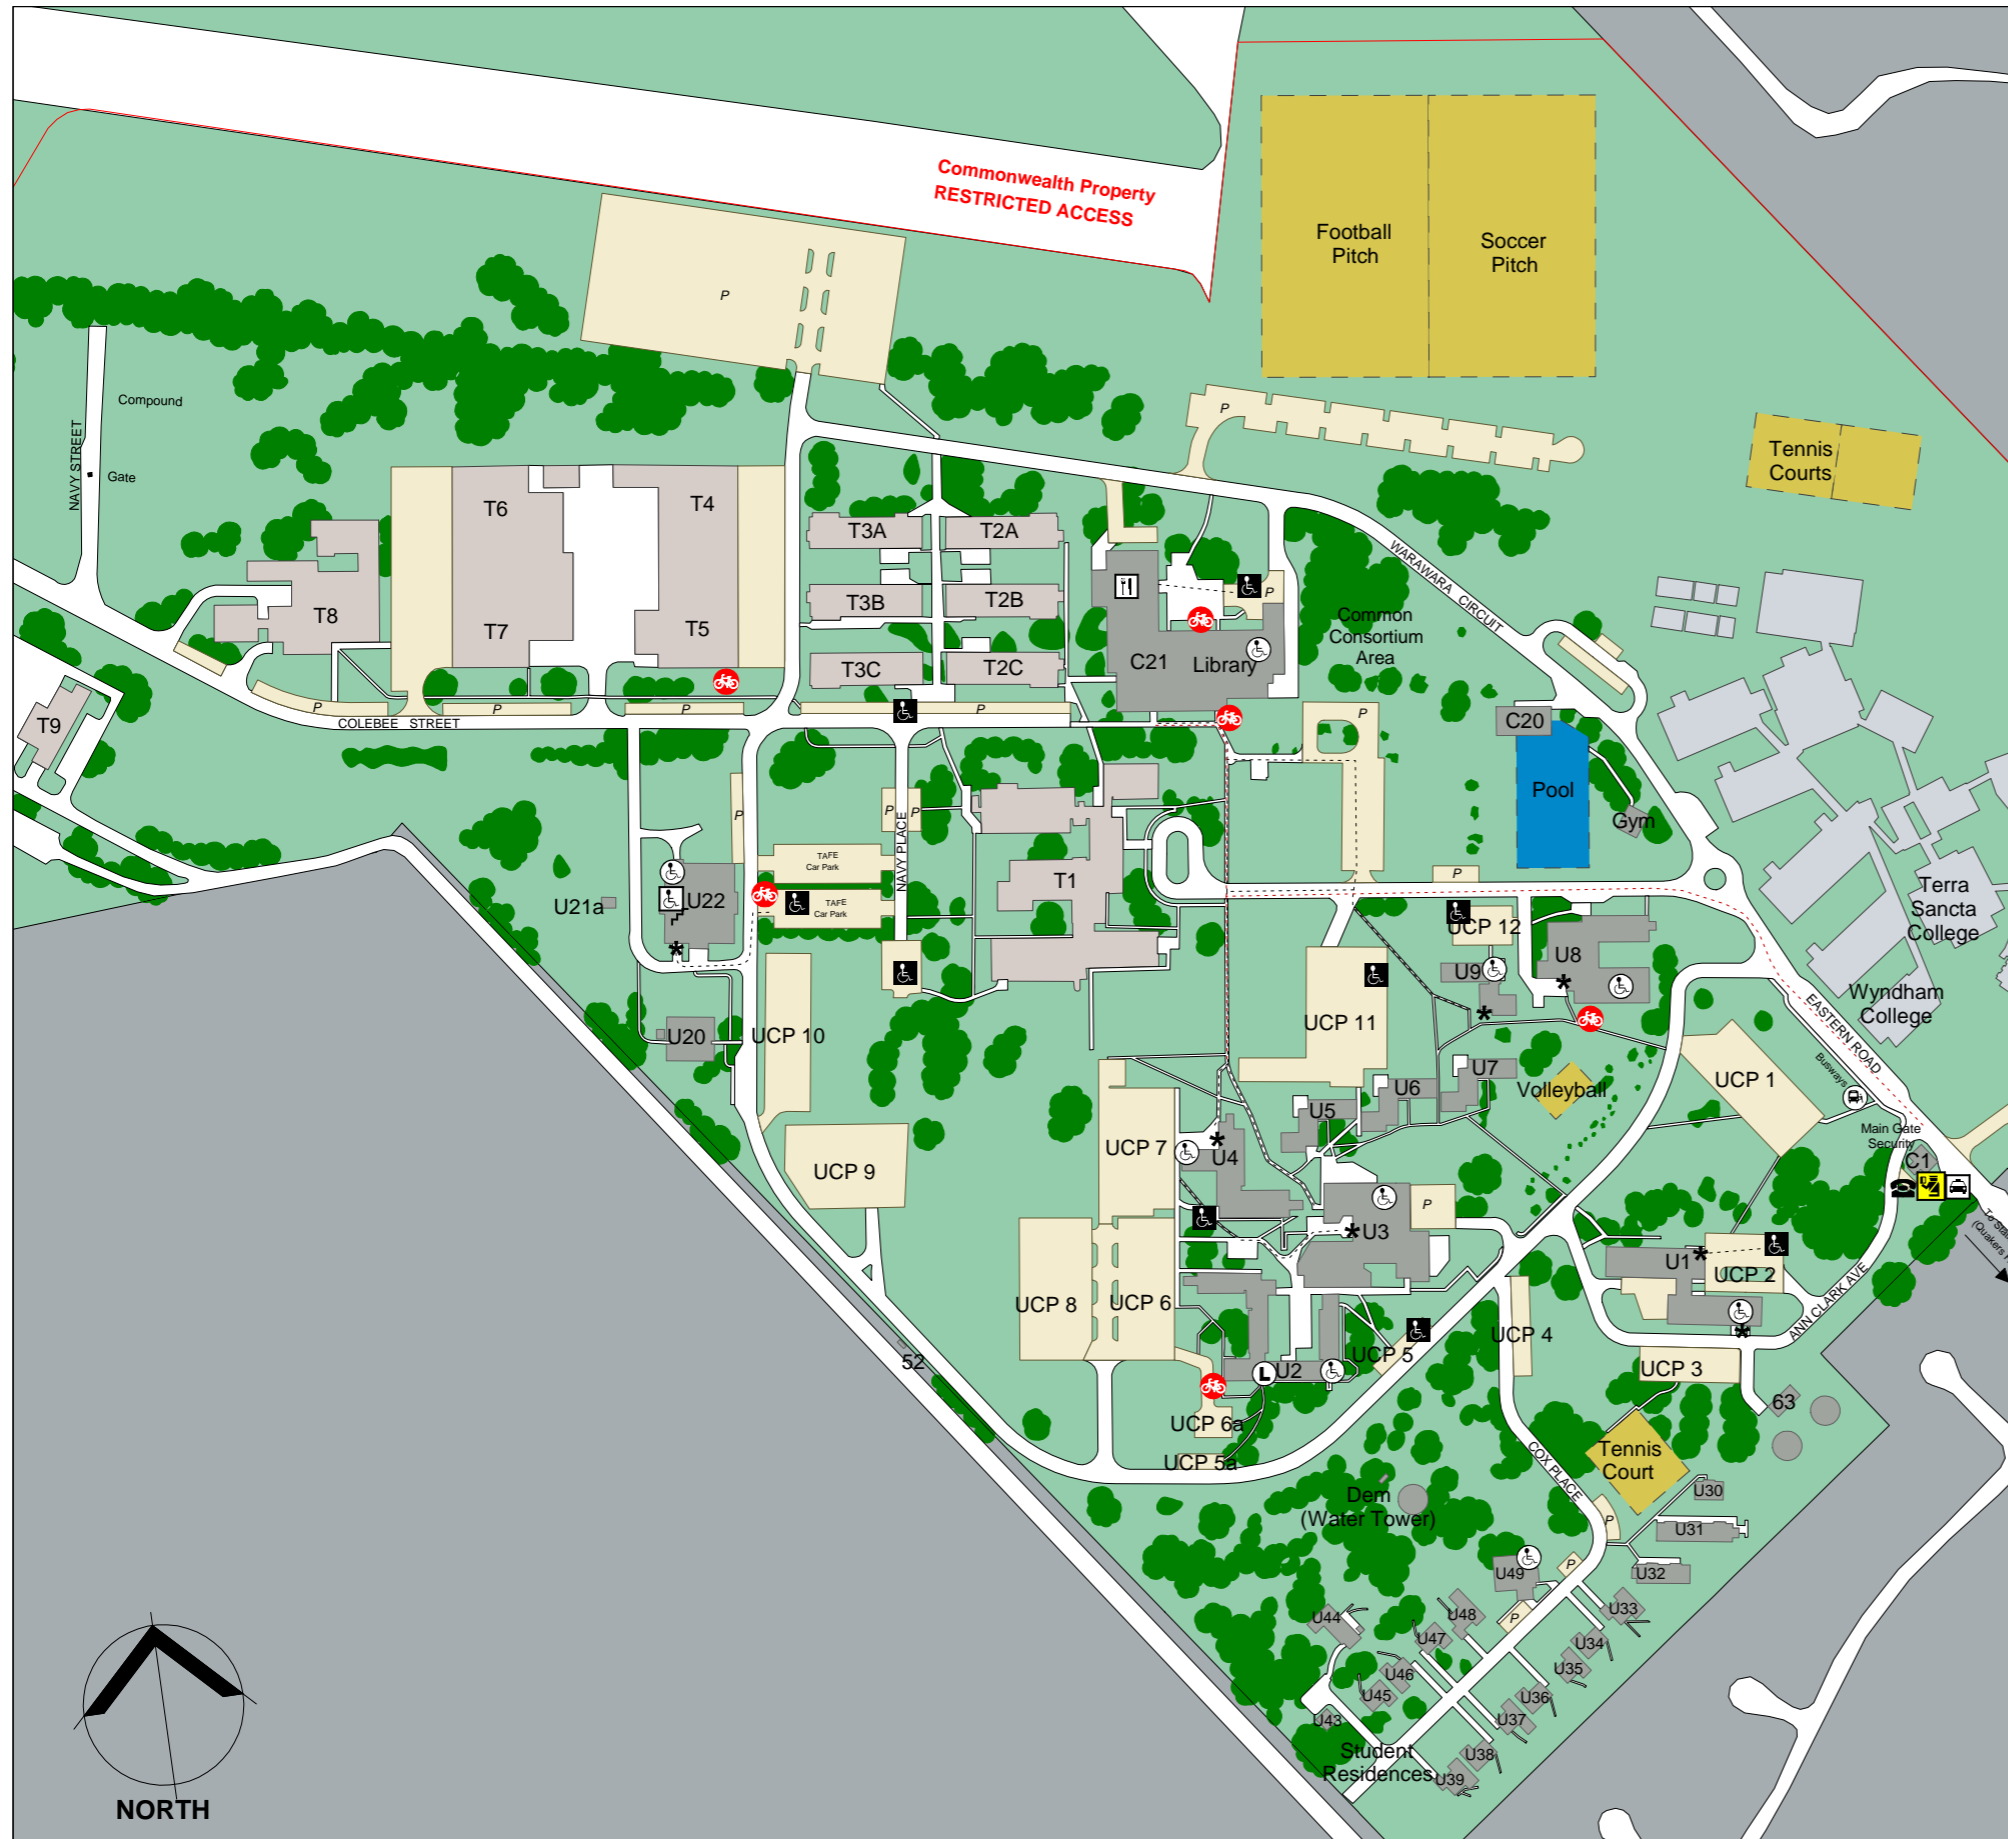 Commonwealth Property
RESTRICTED ACCESS
Football
Pitch
Soccer
Pitch
P
Compound
NAVY STREET
Gate
P
Tennis
Courts
T6
T4
T3A
T2A
WARAWARA CIRCUIT
T8
T7
T5
T3B
T2B
P
Common
Consortium
Area
T3C
T2C
C21
Library
T9
P
P
P
P
P
COLEBEE STREET
C20
Pool
Gym
P
P
P
NAVY PLACE
TAFE
Car Park
TAFE
Car Park
T1
P
U21a
U22
UCP 12
U8
U9
Terra
Sancta
College
Wyndham
College
EASTERN ROAD
U20
UCP 10
UCP 11
UCP 1
Busways
U7
U6
U5
Volleyball
Main Gate
Security
C1
UCP 7
U4
UCP 9
P
U3
U1
UCP 2
To Sta
(Quakers
ANN CLARK AVE
UCP 8
UCP 6
UCP 4
52
UCP 5
L
U2
UCP 3
63
UCP 6a
UCP 5a
COX PLACE
Tennis
Court
Dem
(Water Tower)
U30
P
U31
U49
P
U32
U44
U48
P
U33
U47
U34
U46
U35
U45
U36
U43
U37
Student
Residences
U38
U39
NORTH